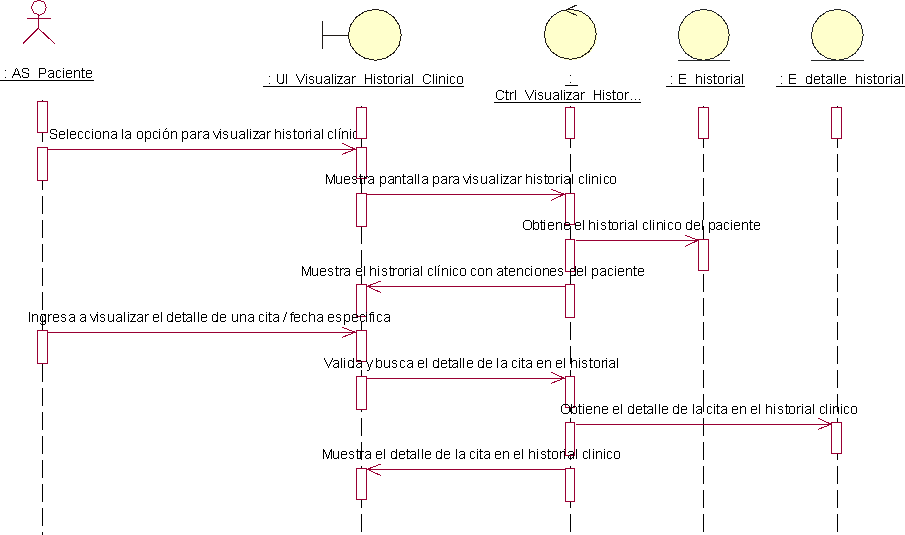 : AS_Paciente
: UI_Visualizar_Historial_Clinico
:
Ctrl_Visualizar_Histor...
: E_historial
: E_detalle_historial
Selecciona la opción para visualizar historial clínic
Muestra pantalla para visualizar historial clinico
Obtiene el historial clinico del paciente
Muestra el histrorial clínico con atenciones del paciente
Ingresa a visualizar el detalle de una cita / fecha especifica
Valida y busca el detalle de la cita en el historial
Obtiene el detalle de la cita en el historial clinico
Muestra el detalle de la cita en el historial clinico